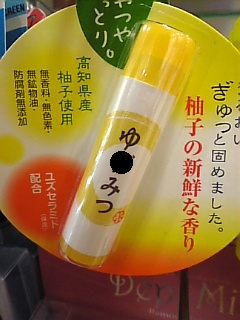 つや
とり。
高知県産
柚子使用
無香料・無色素・
無鉱物油・
防腐剤無添加
ユズセラミド
配合
ゆ
みつ
ぎゅっと固めました。
柚子の新鮮な香り